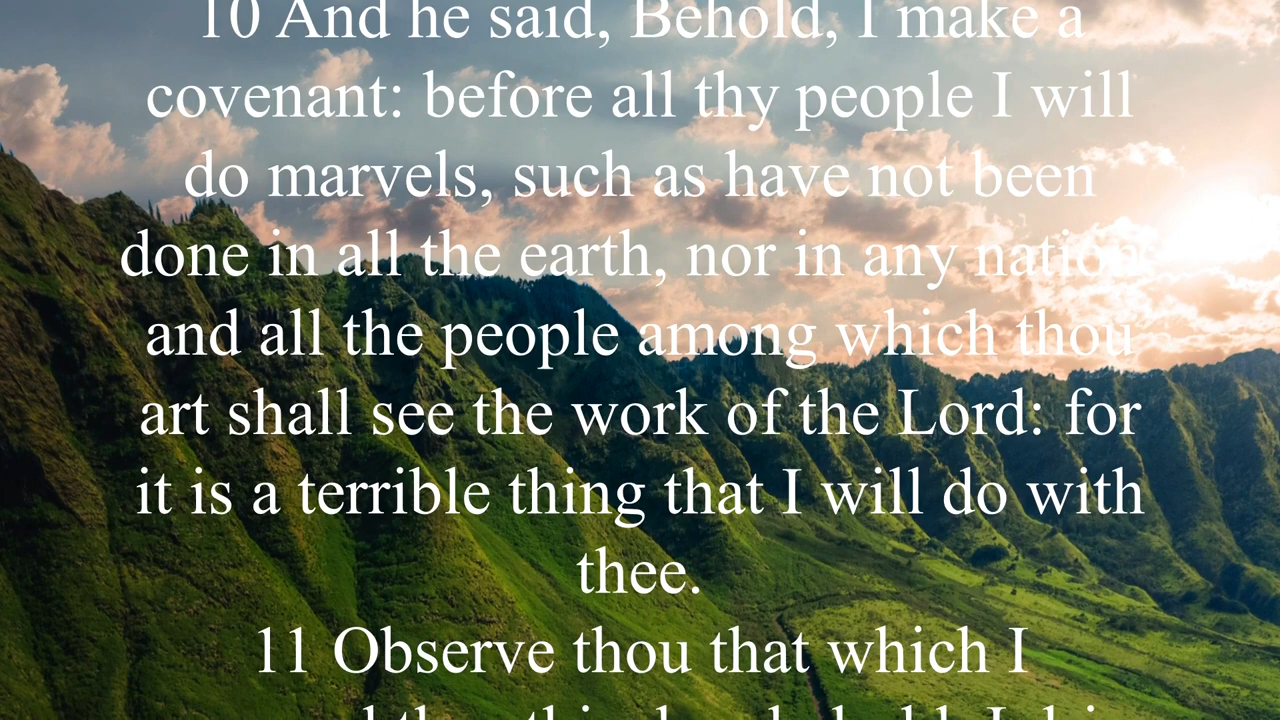 10 And he said, Behold, I make a
covenant: before all thy people I will
do marvels, such as have not been
done in all the earth, nor in any nation:
and all the people among which thou
art shall see the work of the Lord: for
it is a terrible thing that I will do with
thee.
11 Observe thou that which I